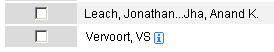 Leach, Jonathan...Jha, Anand K.
Vervoort, VS